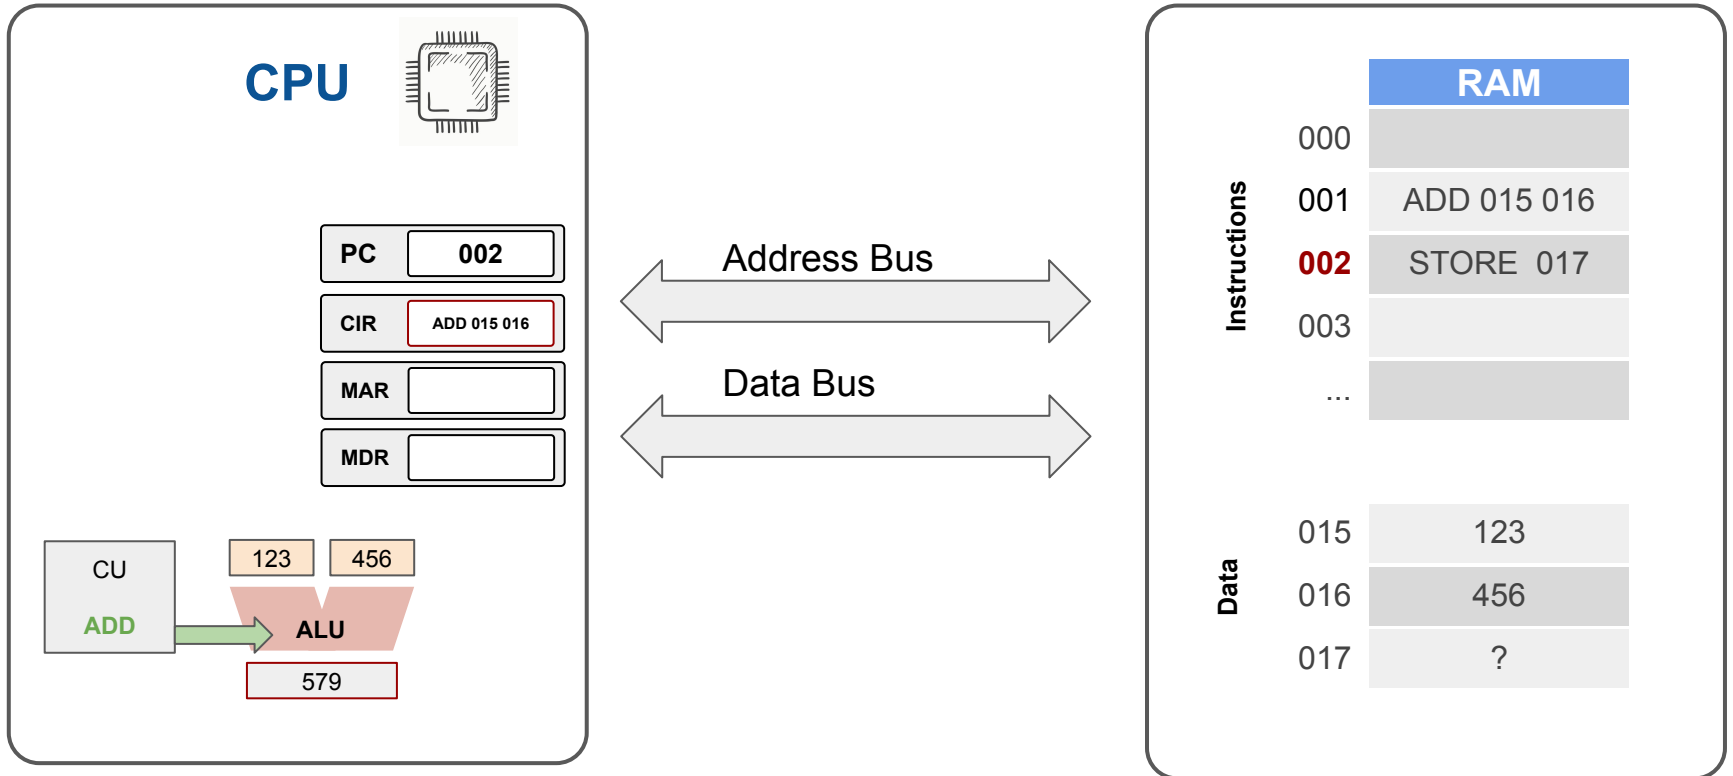 CPU
PC 002
CIR ADD 015 016
MAR
MDR
CU
ADD
123 456
ALU
579
Address Bus
Data Bus
RAM
Instructions
000
001 ADD 015 016
002 STORE 017
003
...
Data
015 123
016 456
017 ?